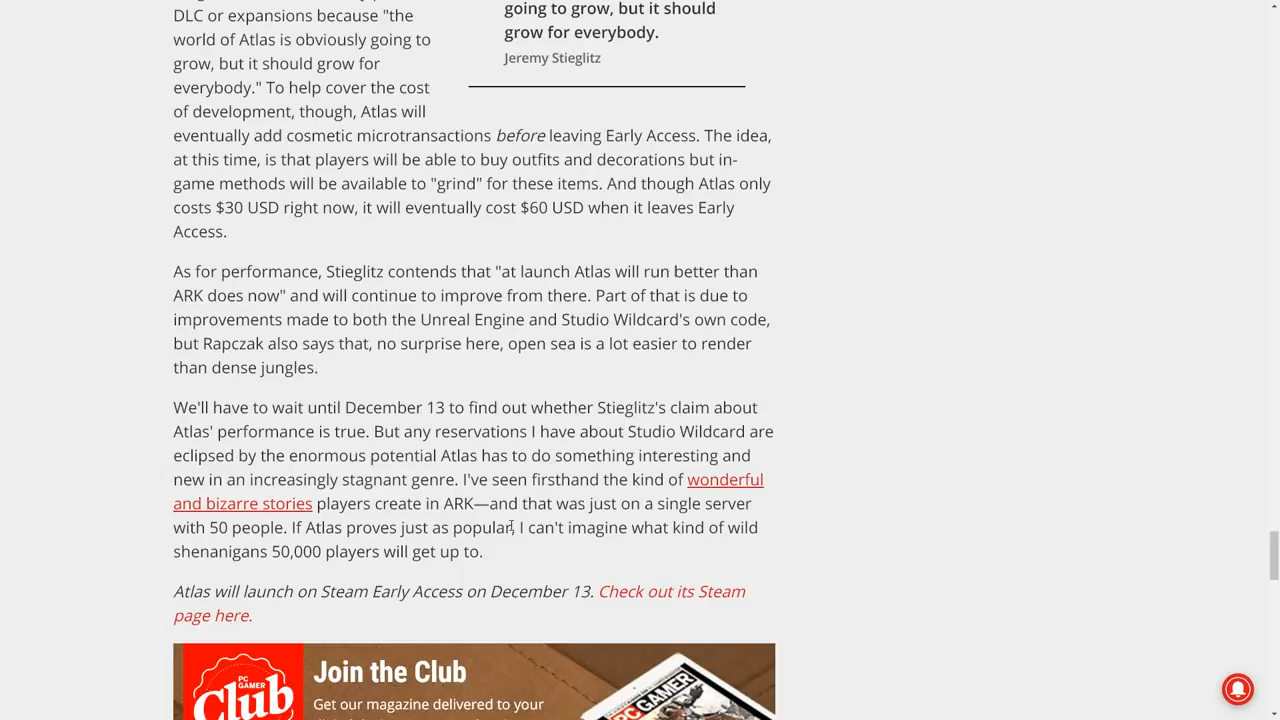 DLC or expansions because "the
world of Atlas is obviously going to
grow, but it should grow for
everybody." To help cover the cost
of development, though, Atlas will
eventually add cosmetic microtransactions before leaving Early Access. The idea,
at this time, is that players will be able to buy outfits and decorations but in-
game methods will be available to "grind" for these items. And though Atlas only
costs $30 USD right now, it will eventually cost $60 USD when it leaves Early
Access.
going to grow, but it should
grow for everybody.
Jeremy Stieglitz
As for performance, Stieglitz contends that "at launch Atlas will run better than
ARK does now" and will continue to improve from there. Part of that is due to
improvements made to both the Unreal Engine and Studio Wildcard's own code,
but Rapczak also says that, no surprise here, open sea is a lot easier to render
than dense jungles.
We'll have to wait until December 13 to find out whether Stieglitz's claim about
Atlas' performance is true. But any reservations I have about Studio Wildcard are
eclipsed by the enormous potential Atlas has to do something interesting and
new in an increasingly stagnant genre. I've seen firsthand the kind of wonderful
and bizarre stories players create in ARK—and that was just on a single server
with 50 people. If Atlas proves just as popular, I can't imagine what kind of wild
shenanigans 50,000 players will get up to.
Atlas will launch on Steam Early Access on December 13. Check out its Steam
page here.
PC
GAMER
Club
Join the Club
Get our magazine delivered to your
PC GAMER